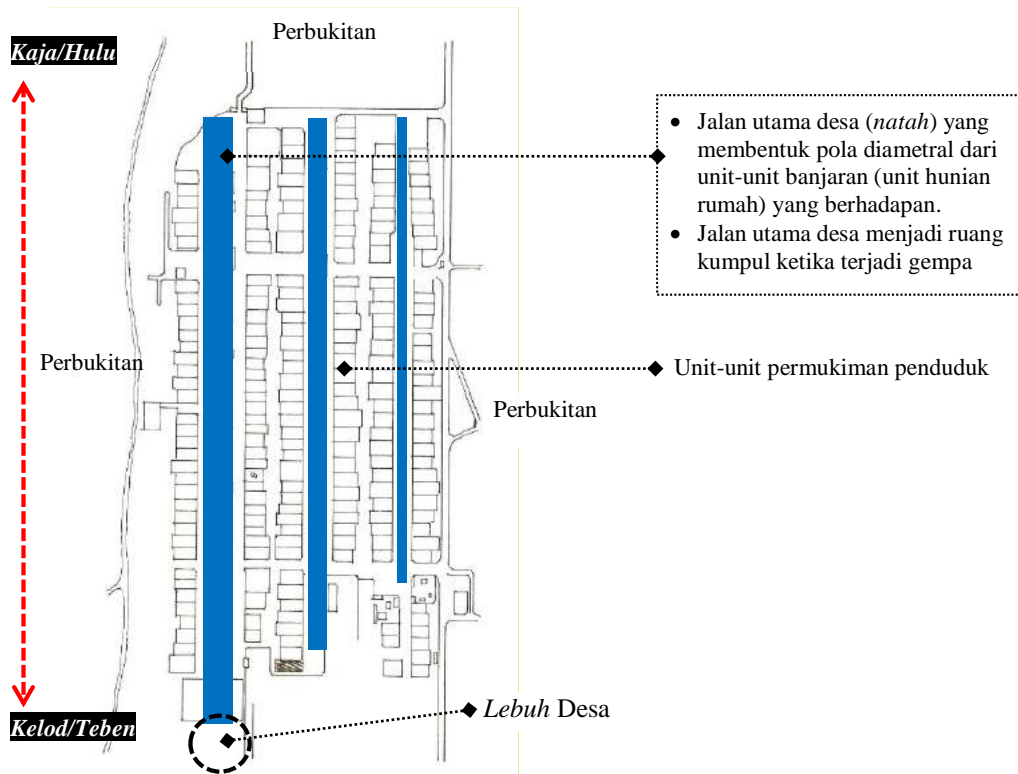 Perbukitan
Kaja/Hulu
• Jalan utama desa (natah) yang
membentuk pola diametral dari
unit-unit banjaran (unit hunian
rumah) yang berhadapan.
• Jalan utama desa menjadi ruang
kumpul ketika terjadi gempa
Perbukitan
Unit-unit permukiman penduduk
Perbukitan
Lebuh Desa
Kelod/Teben